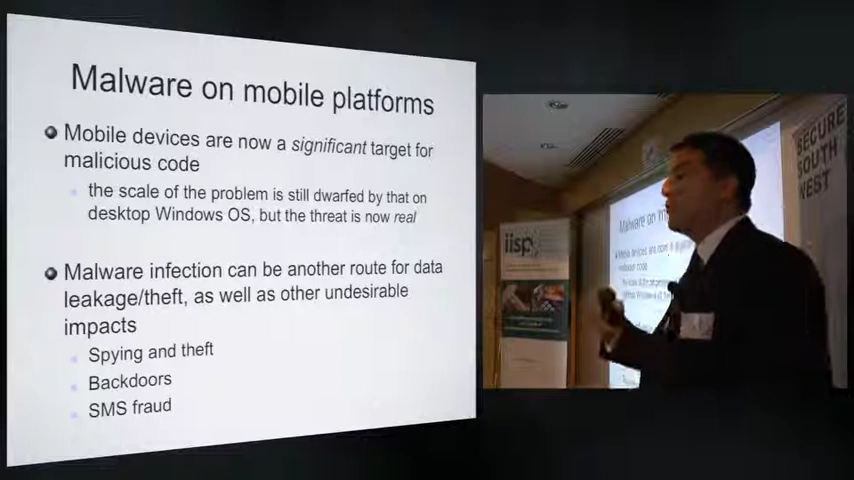 Malware on mobile platforms
Mobile devices are now a significant target for
malicious code
the scale of the problem is still dwarfed by that on
desktop Windows OS, but the threat is now real
Malware infection can be another route for data
leakage/theft, as well as other undesirable
impacts
Spying and theft
Backdoors
SMS fraud
iisp
Malware on m
SECURE
SOUTH
WEST